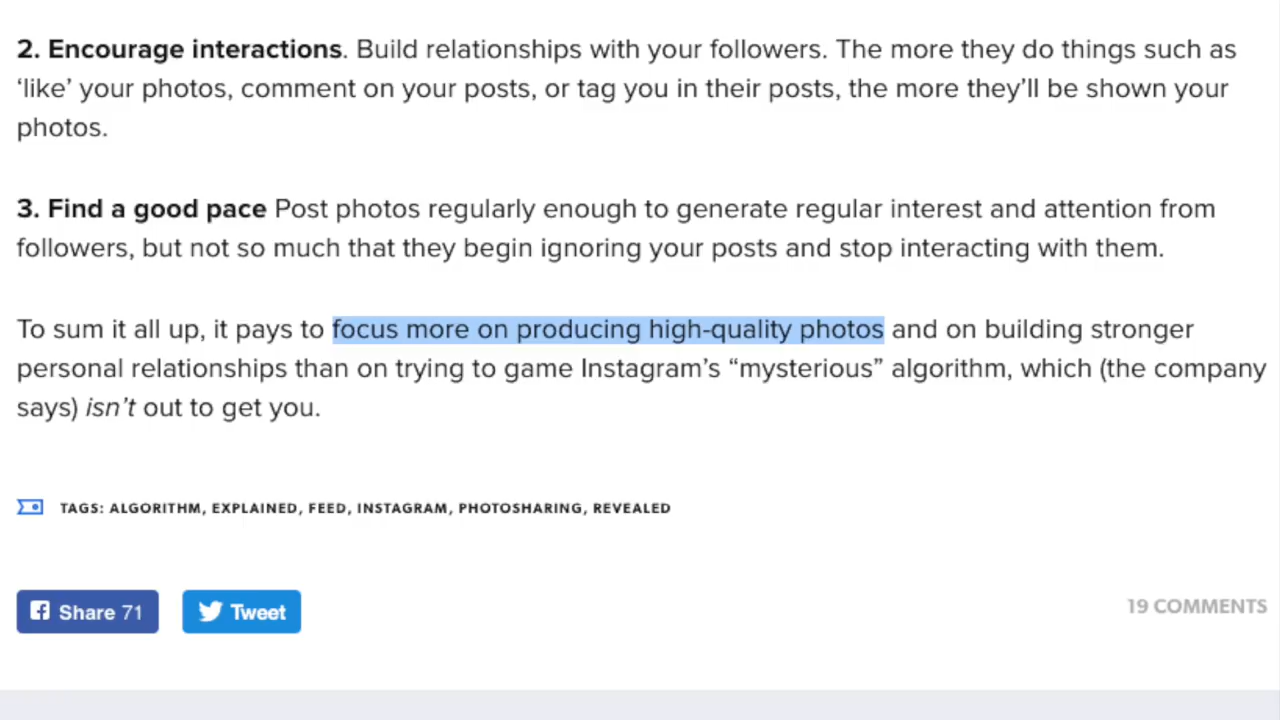 2. Encourage interactions. Build relationships with your followers. The more they do things such as
‘like’ your photos, comment on your posts, or tag you in their posts, the more they’ll be shown your
photos.
3. Find a good pace Post photos regularly enough to generate regular interest and attention from
followers, but not so much that they begin ignoring your posts and stop interacting with them.
To sum it all up, it pays to focus more on producing high-quality photos and on building stronger
personal relationships than on trying to game Instagram’s “mysterious” algorithm, which (the company
says) isn’t out to get you.
TAGS: ALGORITHM, EXPLAINED, FEED, INSTAGRAM, PHOTOSHARING, REVEALED
Share 71
Tweet
19 COMMENTS